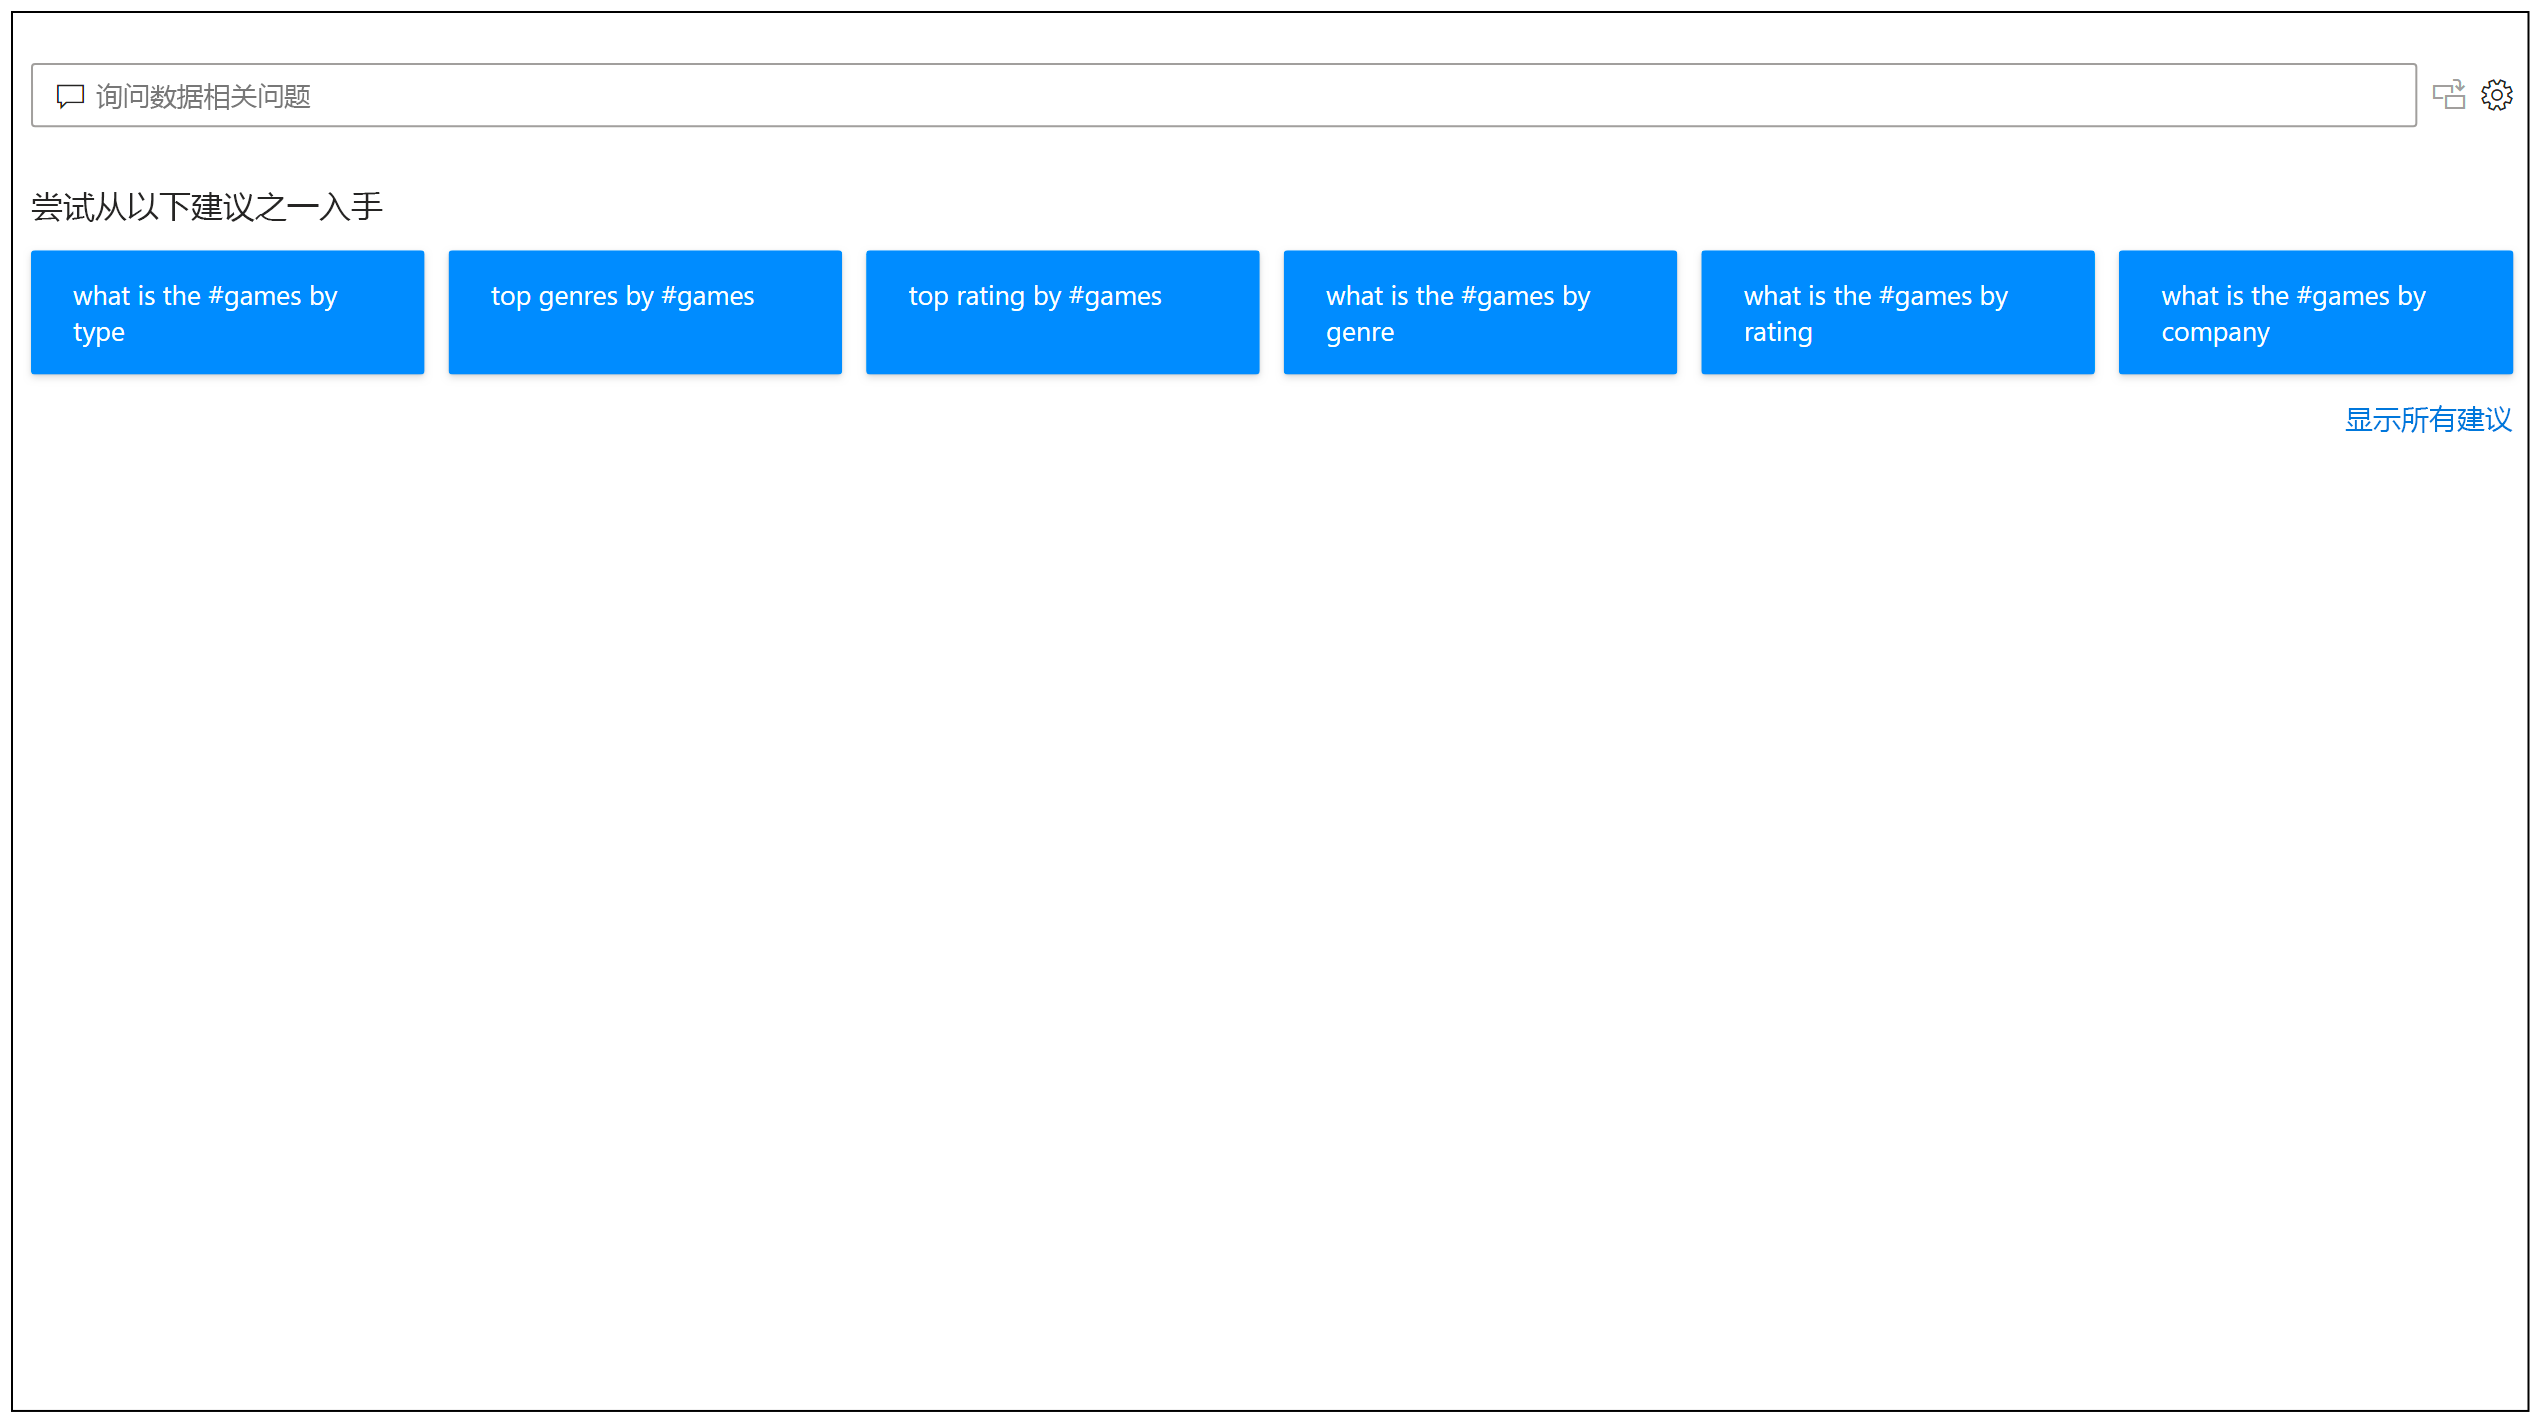 询问数据相关问题
尝试从以下建议之一入手
what is the #games by
type
top genres by #games
top rating by #games
what is the #games by
genre
what is the #games by
rating
what is the #games by
company
显示所有建议